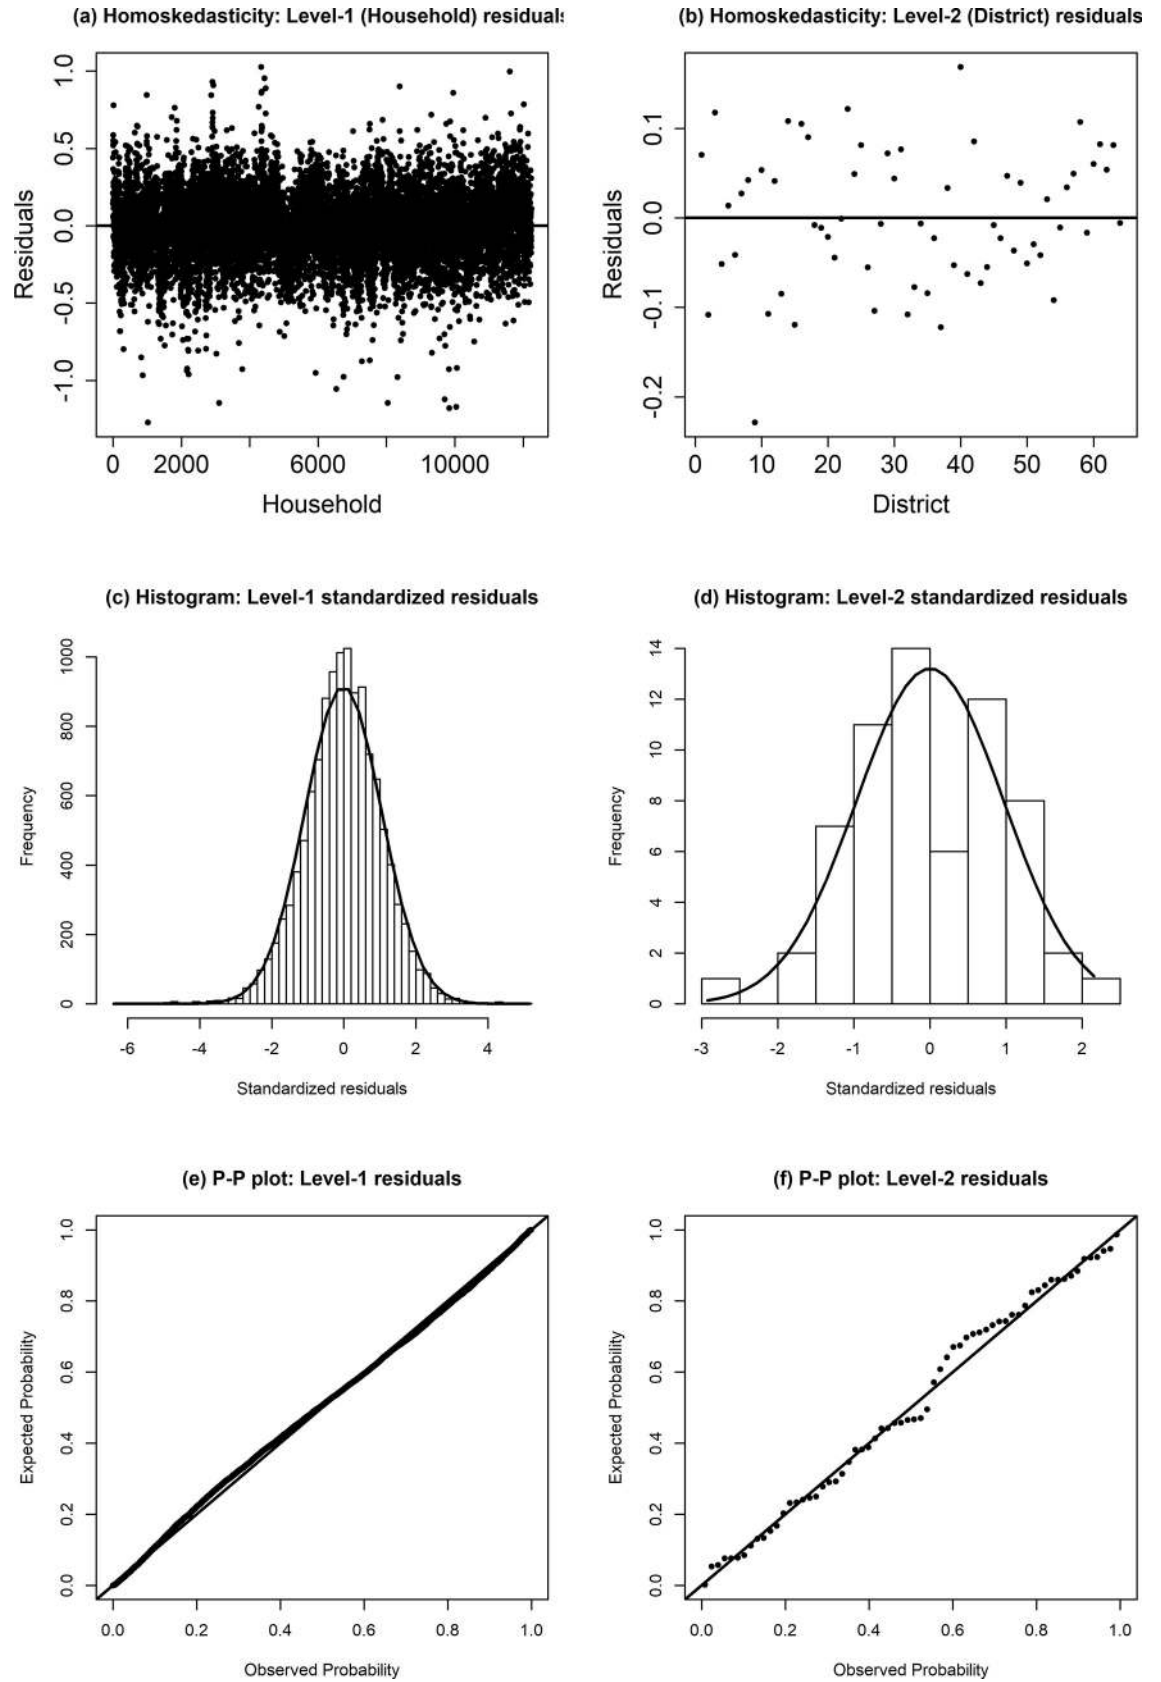 (a) Homoskedasticity: Level-1 (Household) residuals
Residuals
1.0
0.5
0.0
-0.5
-1.0
0 2000 6000 10000
Household
(b) Homoskedasticity: Level-2 (District) residuals
Residuals
0.1
0.0
-0.1
-0.2
0 10 20 30 40 50 60
District
(c) Histogram: Level-1 standardized residuals
Frequency
1000
800
600
400
200
0
-6 -4 -2 0 2 4
Standardized residuals
(d) Histogram: Level-2 standardized residuals
Frequency
14
12
10
8
6
4
2
0
-3 -2 -1 0 1 2
Standardized residuals
(e) P-P plot: Level-1 residuals
Expected Probability
1.0
0.8
0.6
0.4
0.2
0.0
0.0 0.2 0.4 0.6 0.8 1.0
Observed Probability
(f) P-P plot: Level-2 residuals
Expected Probability
1.0
0.8
0.6
0.4
0.2
0.0
0.0 0.2 0.4 0.6 0.8 1.0
Observed Probability